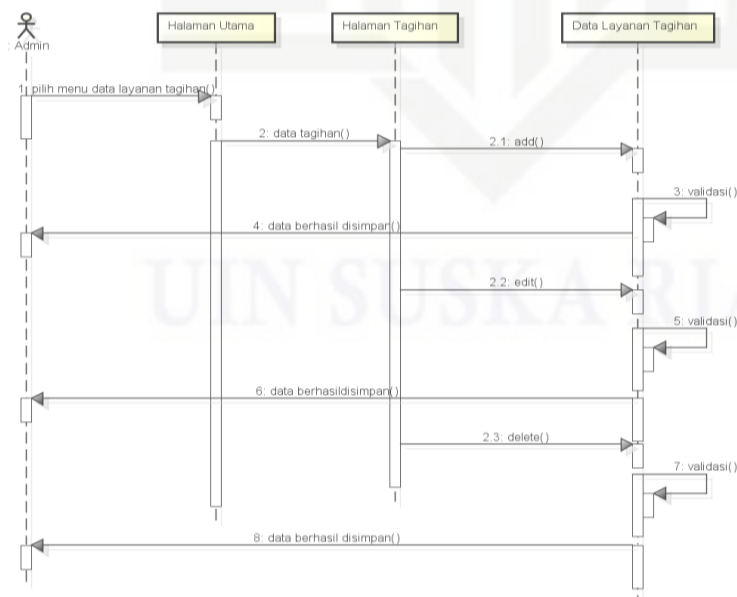 Halaman Utama
Halaman Tagihan
Data Layanan Tagihan
: Admin
1: pilih menu data layanan tagihan()
2: data tagihan()
2.1: add()
3: validasi()
4: data berhasil disimpan()
UIN SUSKA RIA
2.2: edit()
5: validasi()
6: data berhasildisimpan()
2.3: delete()
7: validasi()
8: data berhasil disimpan()